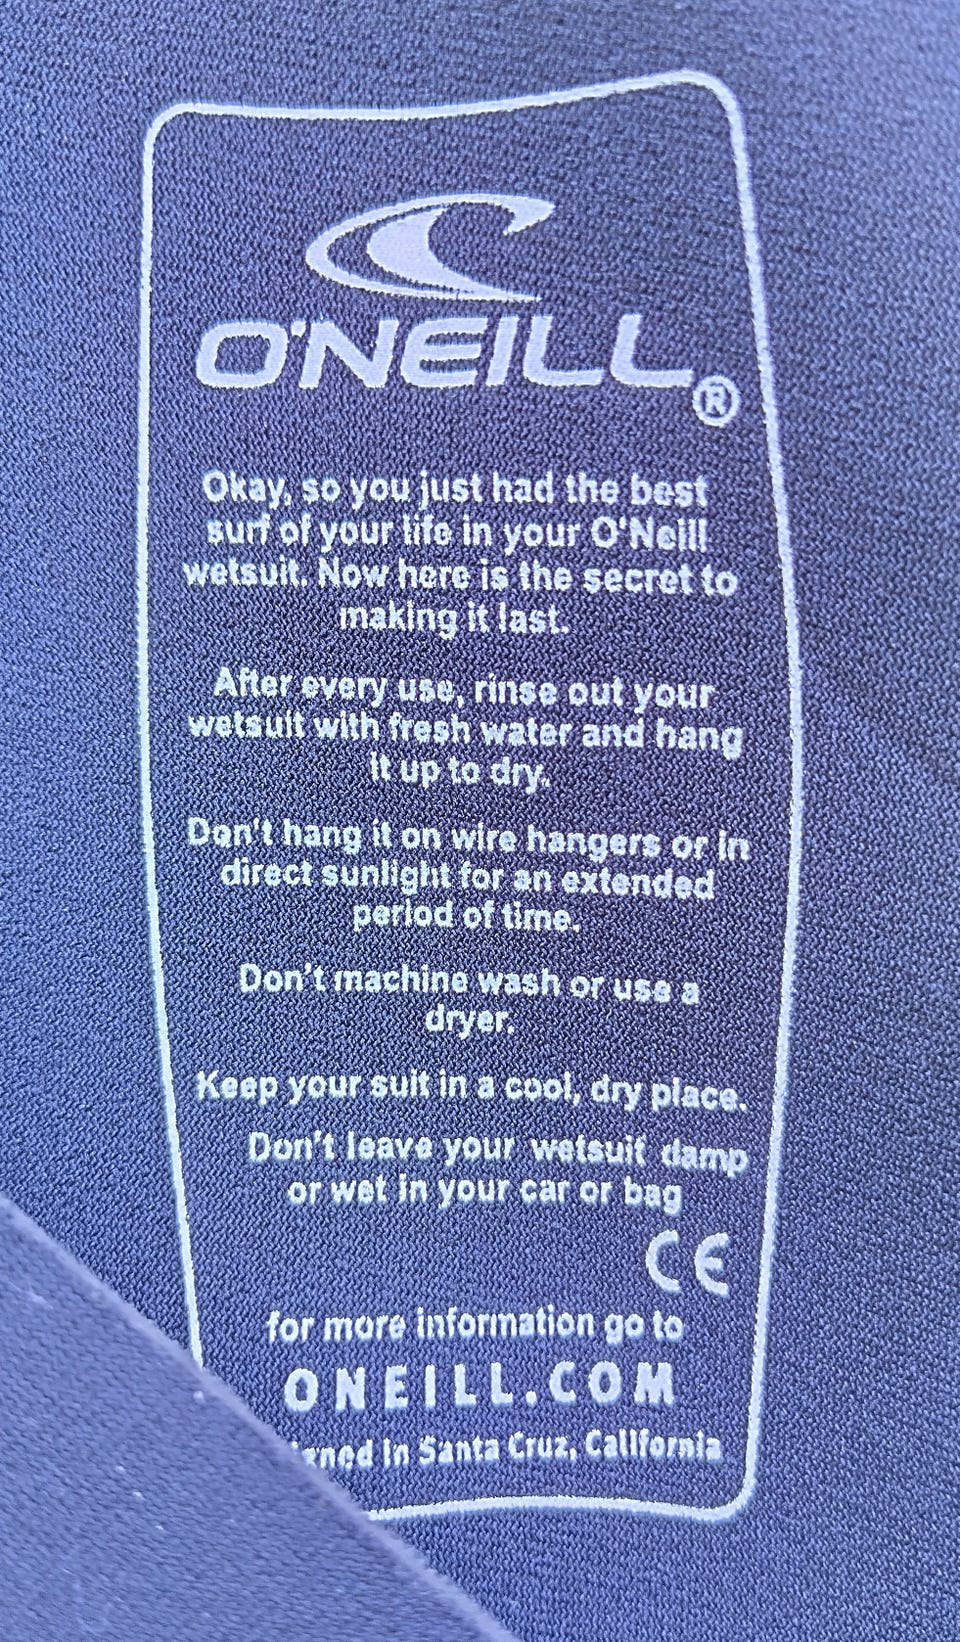 O'NEILL®
Okay, so you just had the best
surf of your life in your O'Neill
wetsuit. Now here is the secret to
making it last.
After every use, rinse out your
wetsuit with fresh water and hang
it up to dry.
Don't hang it on wire hangers or in
direct sunlight for an extended
period of time.
Don't machine wash or use a
dryer.
Keep your suit in a cool, dry place.
Don't leave your wetsuit damp
or wet in your car or bag
CE
for more information go to
ONEILL.COM
gned in Santa Cruz, California